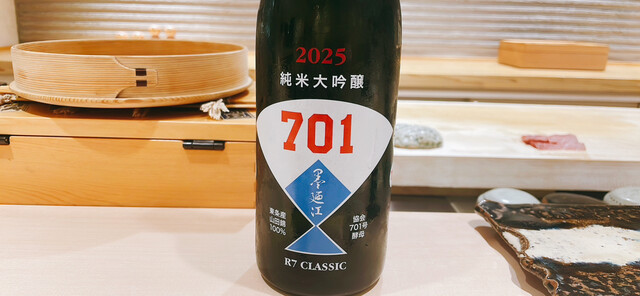 2025
純米大吟醸
701
墨廼江
東条産
山田錦
100%
協会
701号
酵母
R7 CLASSIC